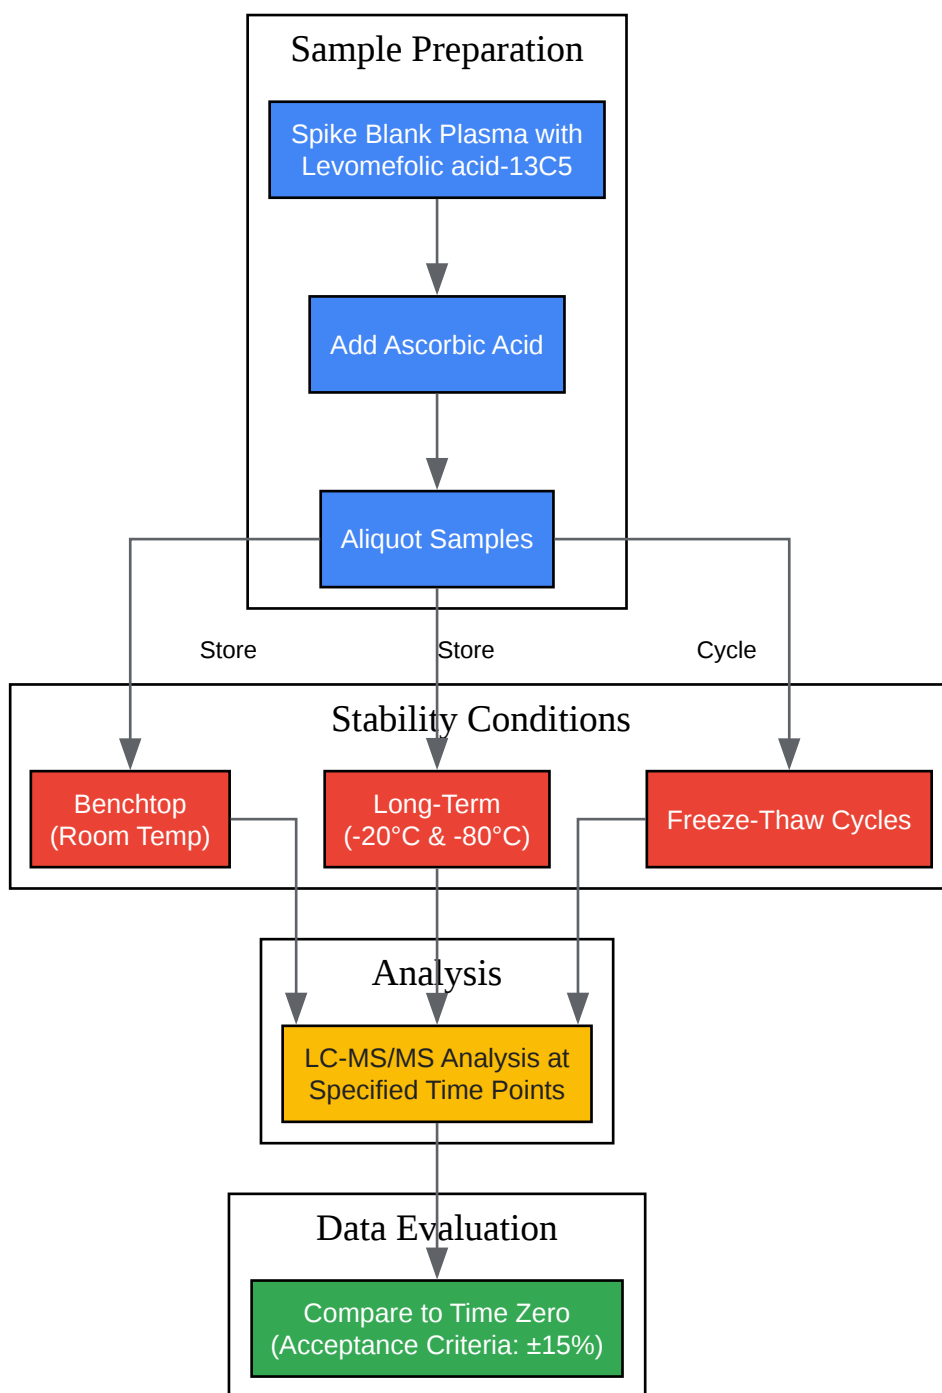 Sample Preparation
Spike Blank Plasma with
Levomefolic acid-13C5
Add Ascorbic Acid
Aliquot Samples
Store
Store
Cycle
Stability Conditions
Benchtop
(Room Temp)
Long-Term
(-20°C & -80°C)
Freeze-Thaw Cycles
Analysis
LC-MS/MS Analysis at
Specified Time Points
Data Evaluation
Compare to Time Zero
(Acceptance Criteria: ±15%)